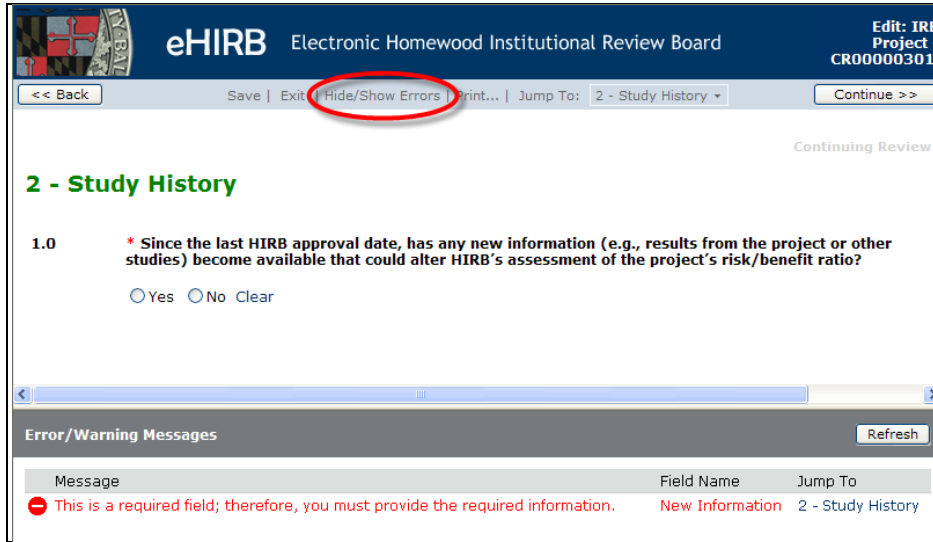 eHIRB Electronic Homewood Institutional Review Board
Edit: IRB
Project
CR00000301
<< Back Save | Exit | Hide/Show Errors | Print... | Jump To: 2 - Study History Continue >>
Continuing Review
2 - Study History
1.0 * Since the last HIRB approval date, has any new information (e.g., results from the project or other
studies) become available that could alter HIRB's assessment of the project's risk/benefit ratio?
Yes No Clear
Error/Warning Messages Refresh
Message Field Name Jump To
This is a required field; therefore, you must provide the required information. New Information 2 - Study History